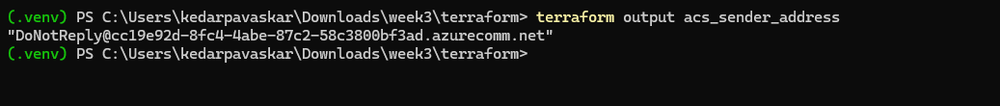 (.venv) PS C:\Users\kedarpavaskar\Downloads\week3\terraform> terraform output acs_sender_address
"DoNotReply@cc19e92d-8fc4-4abe-87c2-58c3800bf3ad.azurecomm.net"
(.venv) PS C:\Users\kedarpavaskar\Downloads\week3\terraform>